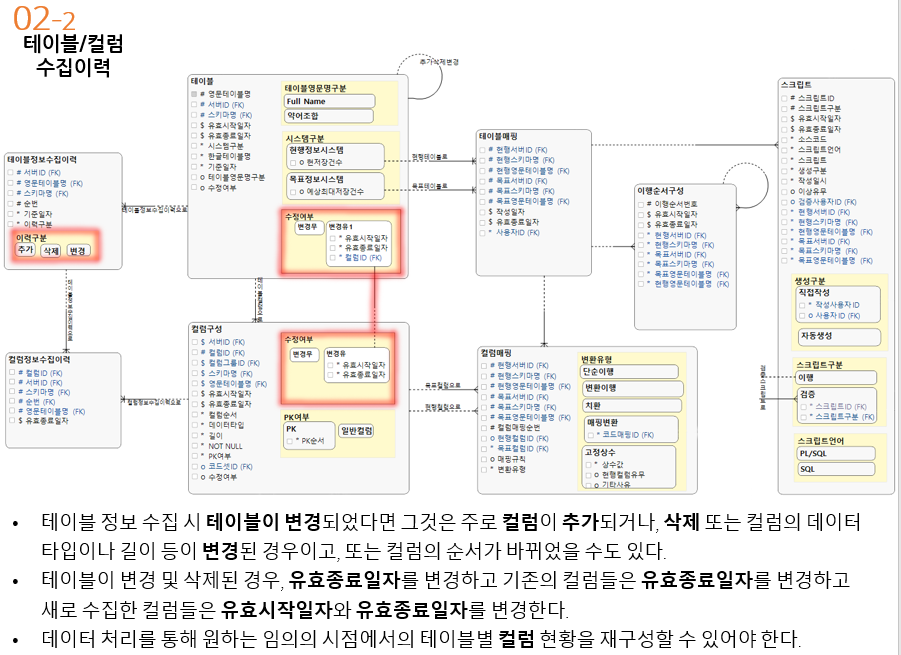 02-2
테이블/컬럼
수집이력
테이블정보수집이력
# 서버ID (FK)
# 영문테이블명 (FK)
# 스키마명 (FK)
# 순번
* 기준일자
* 이력구분
이력구분
추가 삭제 변경
컬럼정보수집이력
# 컬럼ID (FK)
# 서버ID (FK)
# 스키마명 (FK)
# 순번 (FK)
# 영문테이블명 (FK)
$ 유효종료일자
테이블정보수집이력으로
컬럼정보수집이력으로
테이블
# 영문테이블명
# 서버ID (FK)
# 스키마명 (FK)
$ 유효시작일자
$ 유효종료일자
* 시스템구분
* 한글테이블명
* 기준일자
o 테이블영문명구분
o 수정여부
테이블영문명구분
Full Name
약어조합
시스템구분
현행정보시스템
o 현저장건수
목표정보시스템
o 예상최대저장건수
수정여부
변경무
변경유1
* 유효시작일자
* 유효종료일자
* 컬럼ID (FK)
추가삭제변경
현행테이블로
목표테이블로
컬럼구성
$ 서버ID (FK)
# 컬럼ID (FK)
$ 컬럼그룹ID (FK)
$ 스키마명 (FK)
$ 영문테이블명 (FK)
$ 유효시작일자
$ 유효종료일자
* 컬럼순서
* 데이터타입
* 길이
* NOT NULL
* PK여부
o 코드셋ID (FK)
o 수정여부
수정여부
변경무
변경유
* 유효시작일자
* 유효종료일자
PK여부
PK
* PK순서
일반컬럼
목표컬럼으로
현행컬럼으로
테이블매핑
# 현행서버ID (FK)
# 현행스키마명 (FK)
# 현행영문테이블명 (FK)
# 목표서버ID (FK)
# 목표스키마명 (FK)
# 목표영문테이블명 (FK)
$ 작성일자
$ 유효종료일자
* 사용자ID (FK)
이행순서구성
# 이행순서번호
$ 유효시작일자
$ 유효종료일자
* 현행서버ID (FK)
* 현행스키마명 (FK)
* 목표서버ID (FK)
* 목표스키마명 (FK)
* 목표영문테이블명 (FK)
* 현행영문테이블명 (FK)
컬럼매핑
# 현행서버ID (FK)
# 현행스키마명 (FK)
# 현행영문테이블명 (FK)
# 목표서버ID (FK)
# 목표스키마명 (FK)
# 목표영문테이블명 (FK)
# 컬럼매핑순번
o 현행컬럼ID (FK)
* 목표컬럼ID (FK)
o 매핑규칙
* 변환유형
변환유형
단순이행
변환이행
치환
매핑변환
* 코드매핑ID (FK)
고정상수
* 상수값
o 현행컬럼유무
o 기타사유
스크립트
# 스크립트ID
# 스크립트구분
$ 유효시작일자
$ 유효종료일자
* 소스코드
* 스크립트언어
* 스크립트
* 생성구분
* 작성일시
o 이상유무
o 검증사용자ID (FK)
* 현행서버ID (FK)
* 현행스키마명 (FK)
* 현행영문테이블명 (FK)
* 목표서버ID (FK)
* 목표스키마명 (FK)
* 목표영문테이블명 (FK)
생성구분
직접작성
* 작성사용자ID
o 사용자ID (FK)
자동생성
스크립트구분
이행
검증
* 스크립트ID (FK)
* 스크립트구분 (FK)
스크립트언어
PL/SQL
SQL
• 테이블 정보 수집 시 테이블이 변경되었다면 그것은 주로 컬럼이 추가되거나, 삭제 또는 컬럼의 데이터
타입이나 길이 등이 변경된 경우이고, 또는 컬럼의 순서가 바뀌었을 수도 있다.
• 테이블이 변경 및 삭제된 경우, 유효종료일자를 변경하고 기존의 컬럼들은 유효종료일자를 변경하고
새로 수집한 컬럼들은 유효시작일자와 유효종료일자를 변경한다.
• 데이터 처리를 통해 원하는 임의의 시점에서의 테이블별 컬럼 현황을 재구성할 수 있어야 한다.